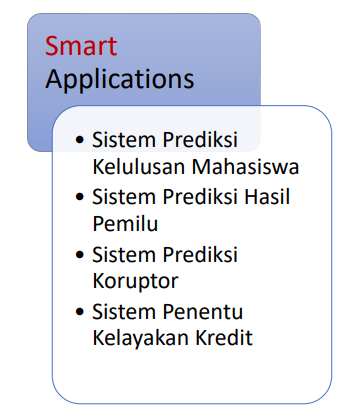 Smart
Applications
• Sistem Prediksi
Kelulusan Mahasiswa
• Sistem Prediksi Hasil
Pemilu
• Sistem Prediksi
Koruptor
• Sistem Penentu
Kelayakan Kredit